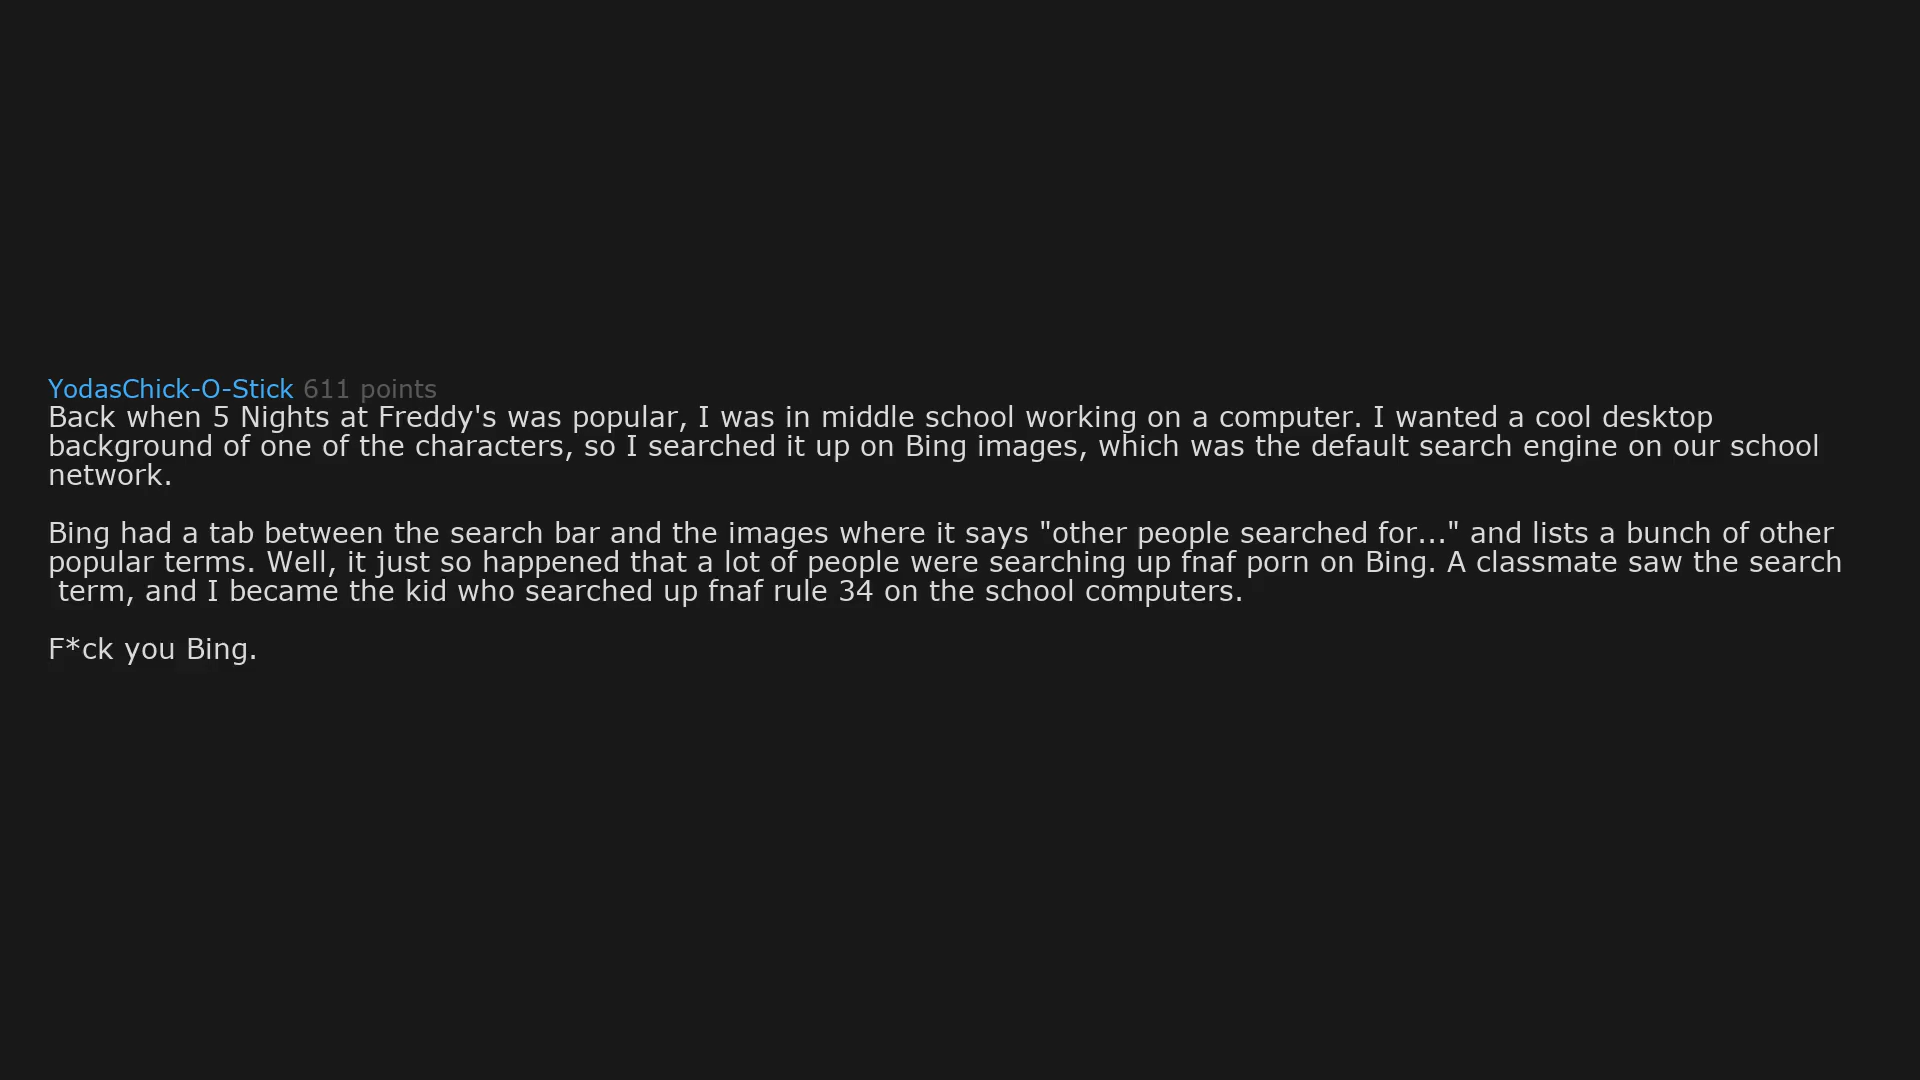 YodasChick-O-Stick 611 points
Back when 5 Nights at Freddy's was popular, I was in middle school working on a computer. I wanted a cool desktop
background of one of the characters, so I searched it up on Bing images, which was the default search engine on our school
network.
Bing had a tab between the search bar and the images where it says "other people searched for..." and lists a bunch of other
popular terms. Well, it just so happened that a lot of people were searching up fnaf porn on Bing. A classmate saw the search
term, and I became the kid who searched up fnaf rule 34 on the school computers.
F*ck you Bing.